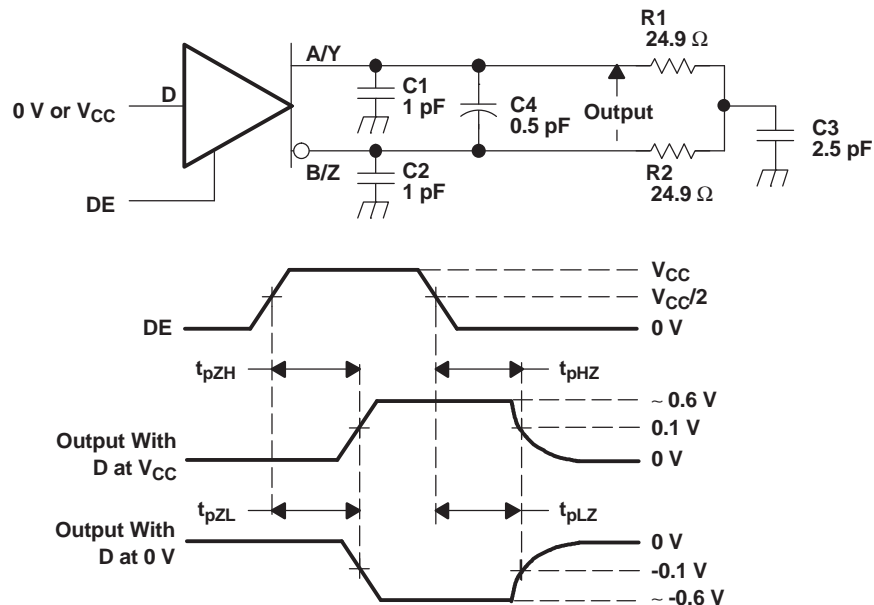 R1
24.9 Ω
A/Y
C1
1 pF
D
0 V or VCC
C4
0.5 pF
Output
C3
2.5 pF
C2
1 pF
B/Z
R2
24.9 Ω
DE
VCC
VCC/2
DE
0 V
tpZH
tpHZ
~ 0.6 V
0.1 V
Output With
D at VCC
0 V
tpZL
tpLZ
Output With
D at 0 V
0 V
-0.1 V
~ -0.6 V